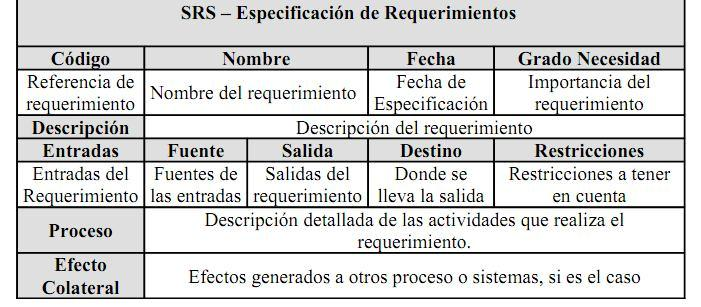 SRS – Especificación de Requerimientos
Código Nombre Fecha Grado Necesidad
Referencia de requerimiento Nombre del requerimiento Fecha de Especificación Importancia del requerimiento
Descripción Descripción del requerimiento
Entradas Fuente Salida Destino Restricciones
Entradas del Requerimiento Fuentes de las entradas Salidas del requerimiento Donde se lleva la salida Restricciones a tener en cuenta
Proceso Descripción detallada de las actividades que realiza el requerimiento.
Efecto Colateral Efectos generados a otros proceso o sistemas, si es el caso